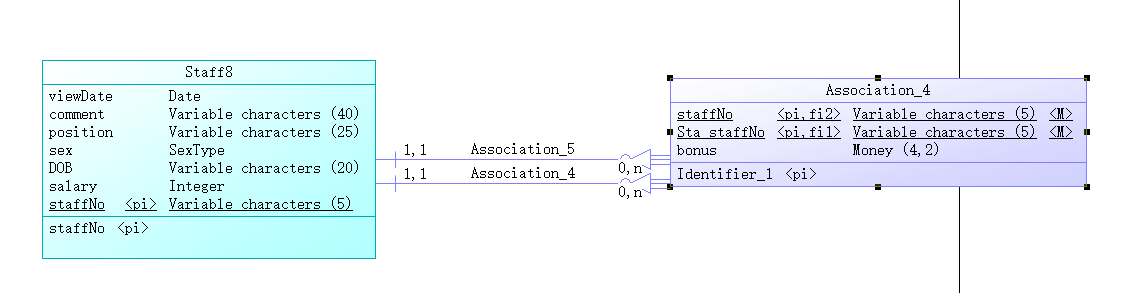 Staff8
viewDate Date
comment Variable characters (40)
position Variable characters (25)
sex SexType
DOB Variable characters (20)
salary Integer
staffNo <pi> Variable characters (5)
staffNo <pi>
1,1 Association_5 0,n
1,1 Association_4 0,n
Association_4
staffNo <pi,fi2> Variable characters (5) <M>
Sta_staffNo <pi,fi1> Variable characters (5) <M>
bonus Money (4,2)
Identifier_1 <pi>